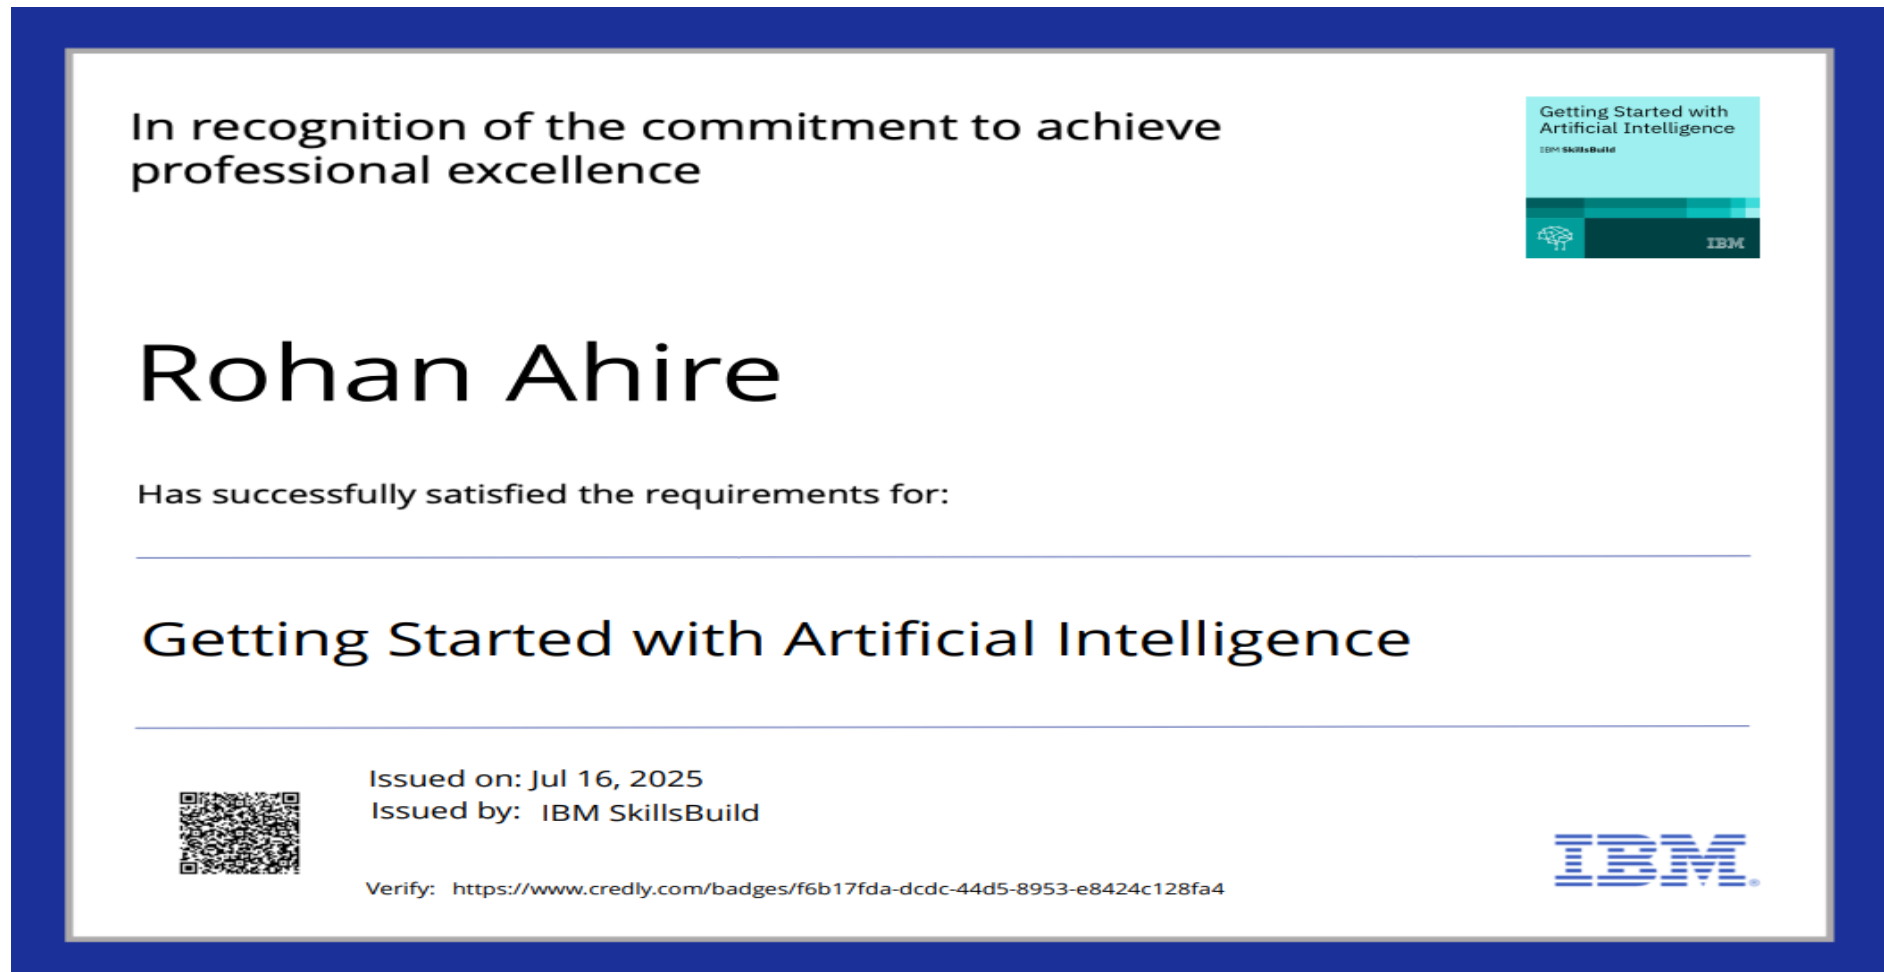 In recognition of the commitment to achieve
professional excellence
Getting Started with
Artificial Intelligence
IBM SkillsBuild
IBM
Rohan Ahire
Has successfully satisfied the requirements for:
Getting Started with Artificial Intelligence
Issued on: Jul 16, 2025
Issued by: IBM SkillsBuild
Verify: https://www.credly.com/badges/f6b17fda-dcdc-44d5-8953-e8424c128fa4
IBM®